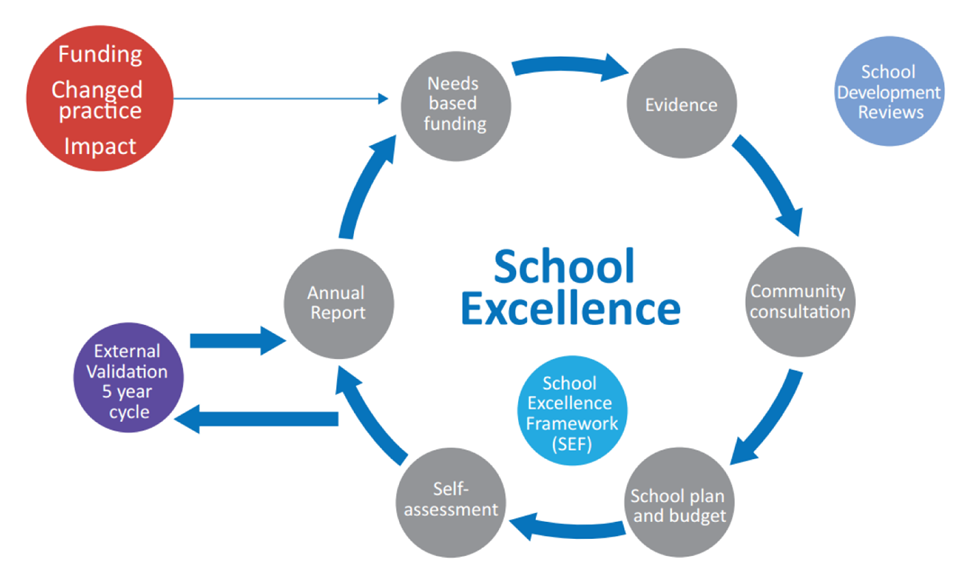 Funding
Changed
practice
Impact
Needs
based
funding
Evidence
School
Development
Reviews
Annual
Report
School
Excellence
Community
consultation
External
Validation
5 year
cycle
School
Excellence
Framework
(SEF)
Self-
assessment
School plan
and budget